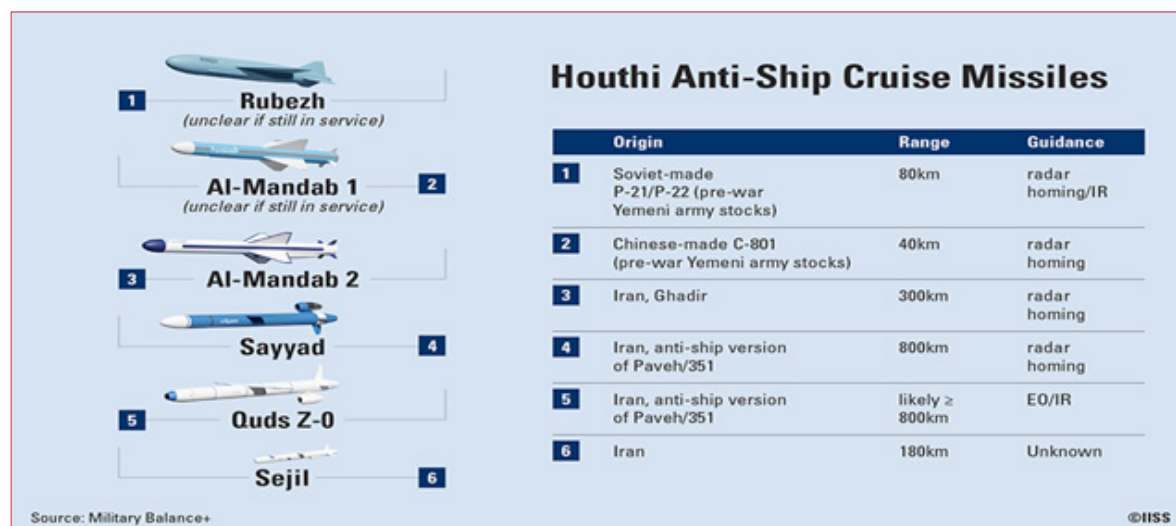 1
Rubezh
(unclear if still in service)
Al-Mandab 1
2
(unclear if still in service)
3
Al-Mandab 2
Sayyad
4
5
Quds Z-0
Sejil
6
Houthi Anti-Ship Cruise Missiles
Origin Range Guidance
1 Soviet-made 80km radar
P-21/P-22 (pre-war homing/IR
Yemeni army stocks)
2 Chinese-made C-801 40km radar
(pre-war Yemeni army stocks) homing
3 Iran, Ghadir 300km radar
homing
4 Iran, anti-ship version 800km radar
of Paveh/351 homing
5 Iran, anti-ship version likely ≥ EO/IR
of Paveh/351 800km
6 Iran 180km Unknown
Source: Military Balance+ ©IISS